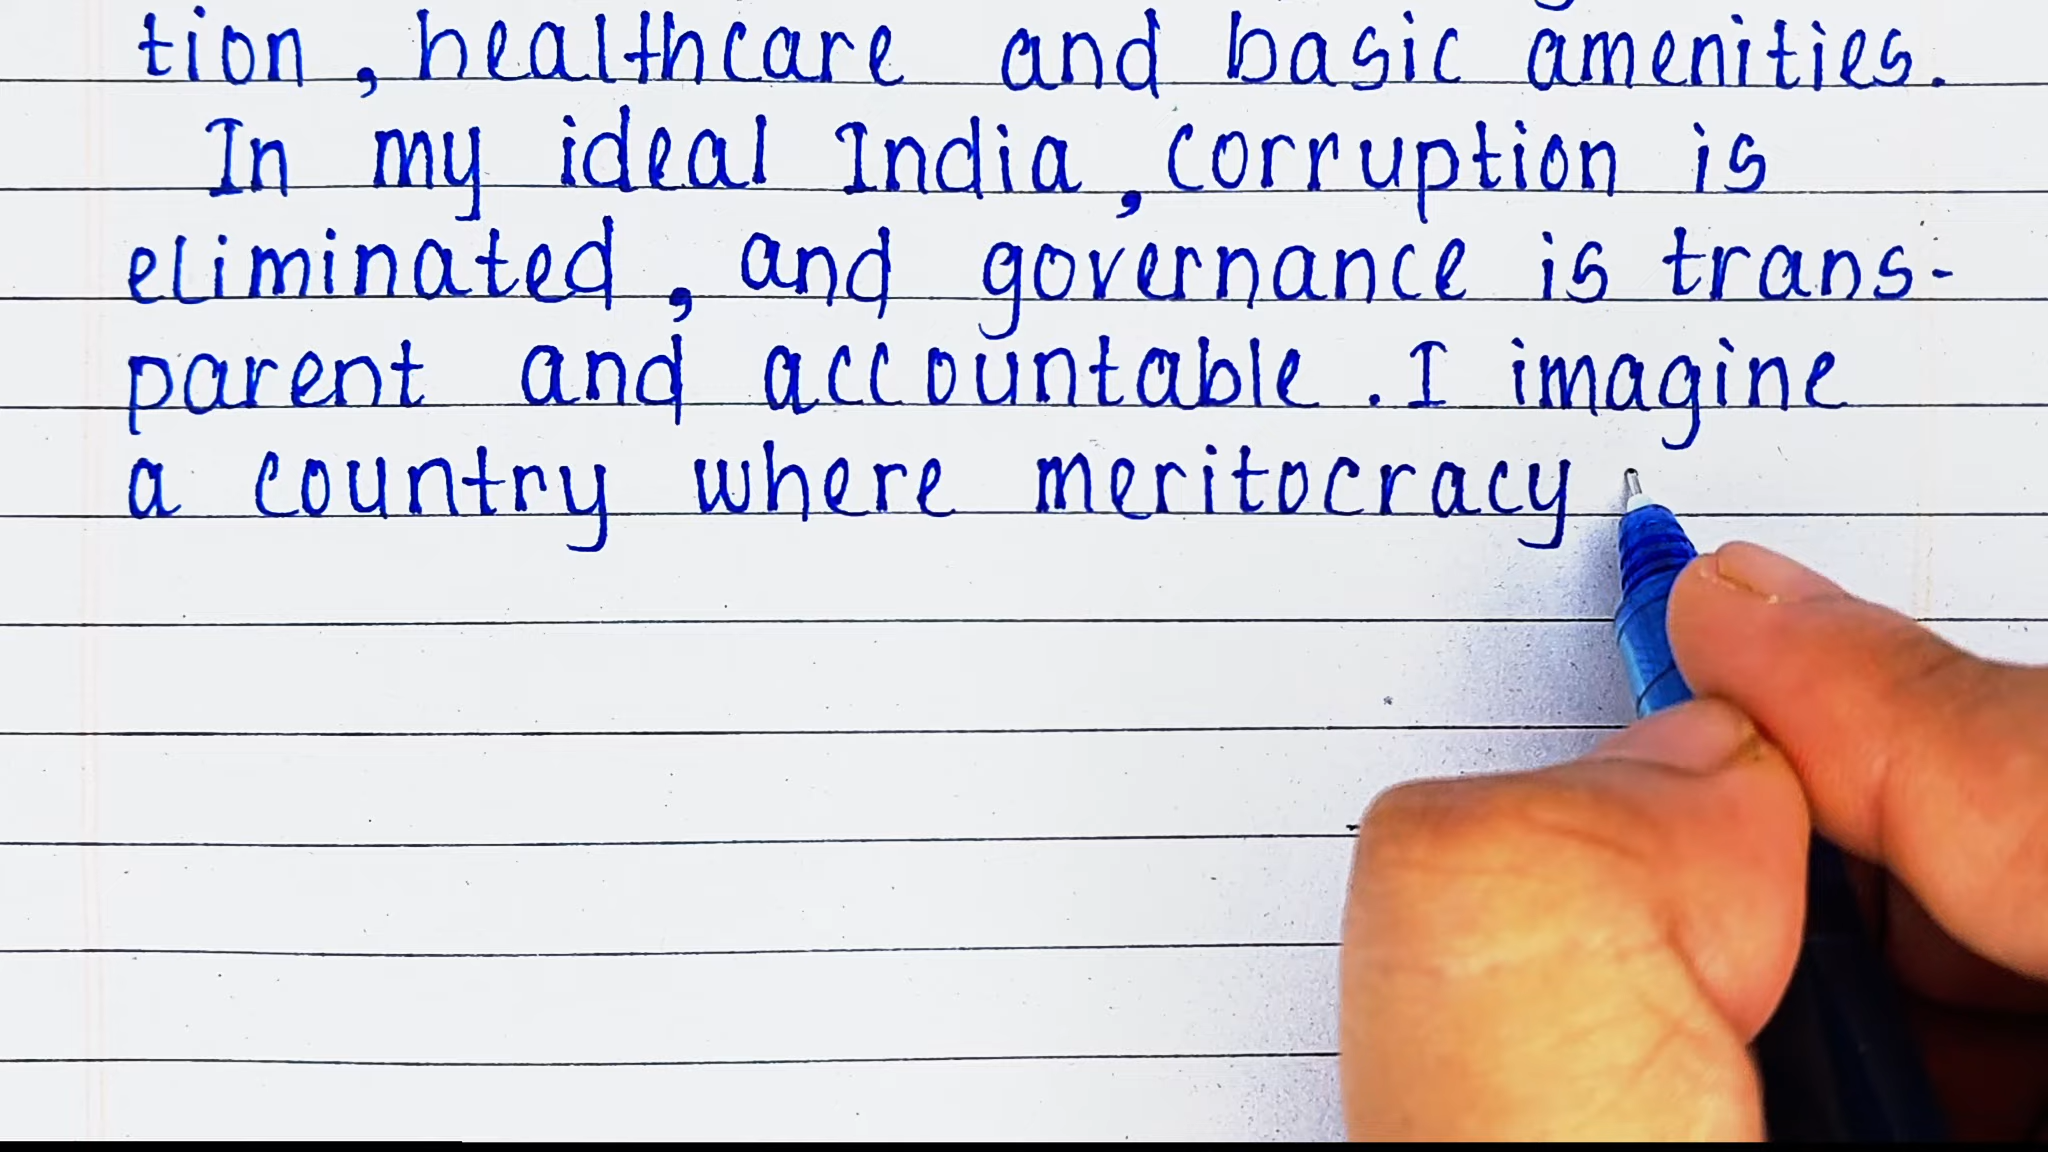 tion, healthcare and basic amenities.
In my ideal India, corruption is
eliminated, and governance is trans-
parent and accountable. I imagine
a country where meritocracy